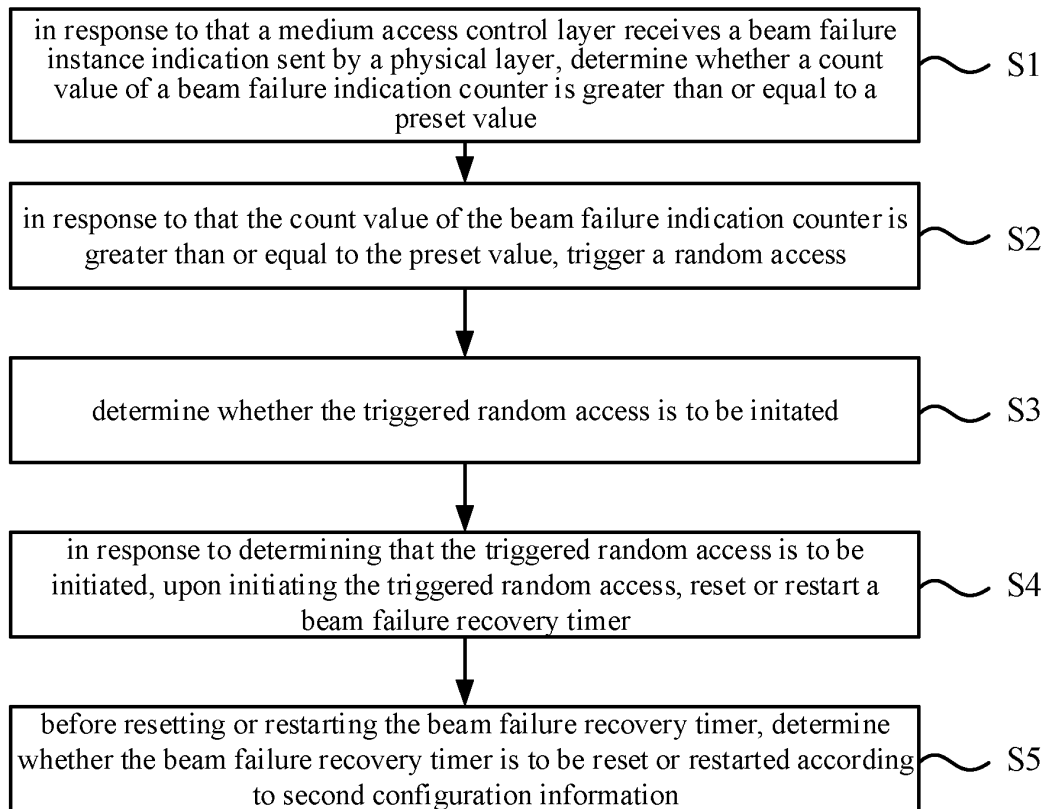 in response to that a medium access control layer receives a beam failure
instance indication sent by a physical layer, determine whether a count
value of a beam failure indication counter is greater than or equal to a
preset value
S1
in response to that the count value of the beam failure indication counter is
greater than or equal to the preset value, trigger a random access
S2
determine whether the triggered random access is to be initated
S3
in response to determining that the triggered random access is to be
initiated, upon initiating the triggered random access, reset or restart a
beam failure recovery timer
S4
before resetting or restarting the beam failure recovery timer, determine
whether the beam failure recovery timer is to be reset or restarted according
to second configuration information
S5